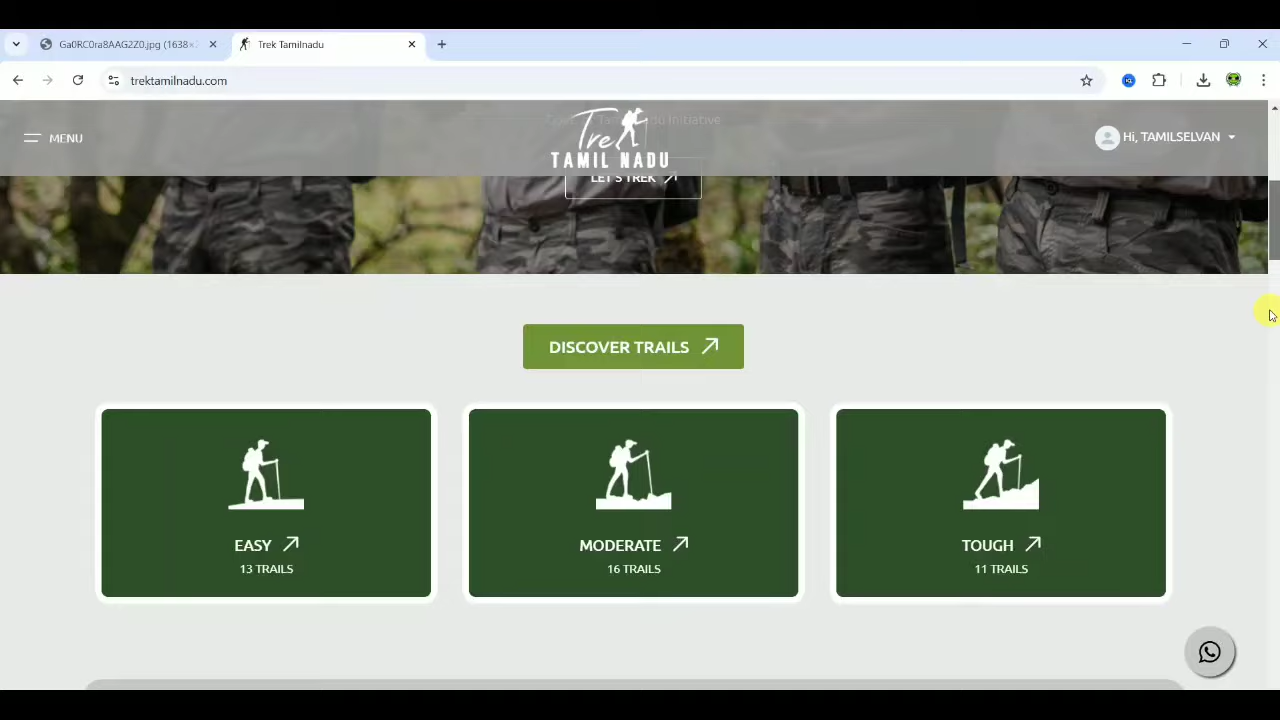 Ga0RC0ra8AAG2Z0.jpg (1638×
Trek Tamilnadu
trektamilnadu.com
MENU
Trek
TAMIL NADU
Initiative
Hi, TAMILSELVAN
LET'S TREK
DISCOVER TRAILS
EASY
13 TRAILS
MODERATE
16 TRAILS
TOUGH
11 TRAILS